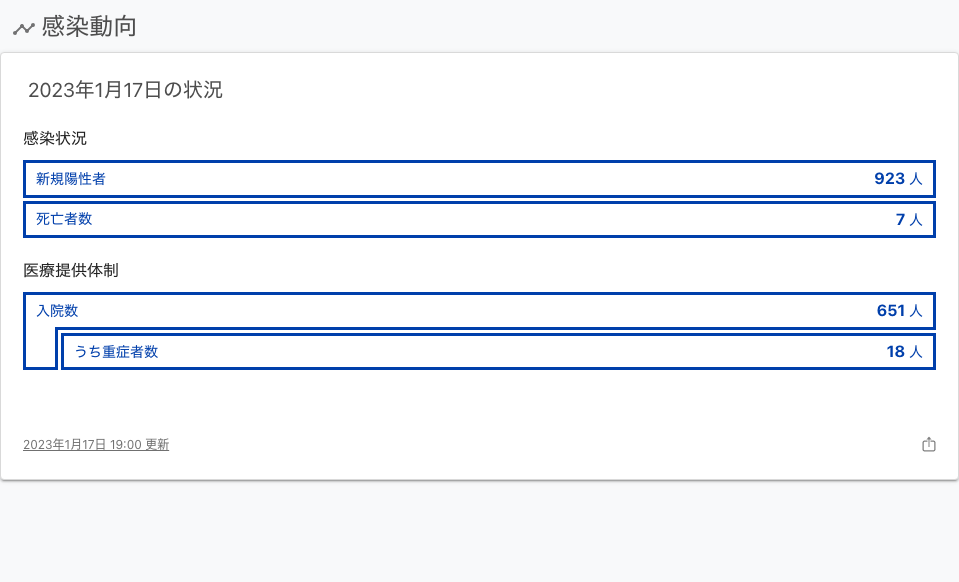 感染動向
2023年1月17日の状況
感染状況
新規陽性者 923 人
死亡者数 7 人
医療提供体制
入院数 651 人
うち重症者数 18 人
2023年1月17日 19:00 更新